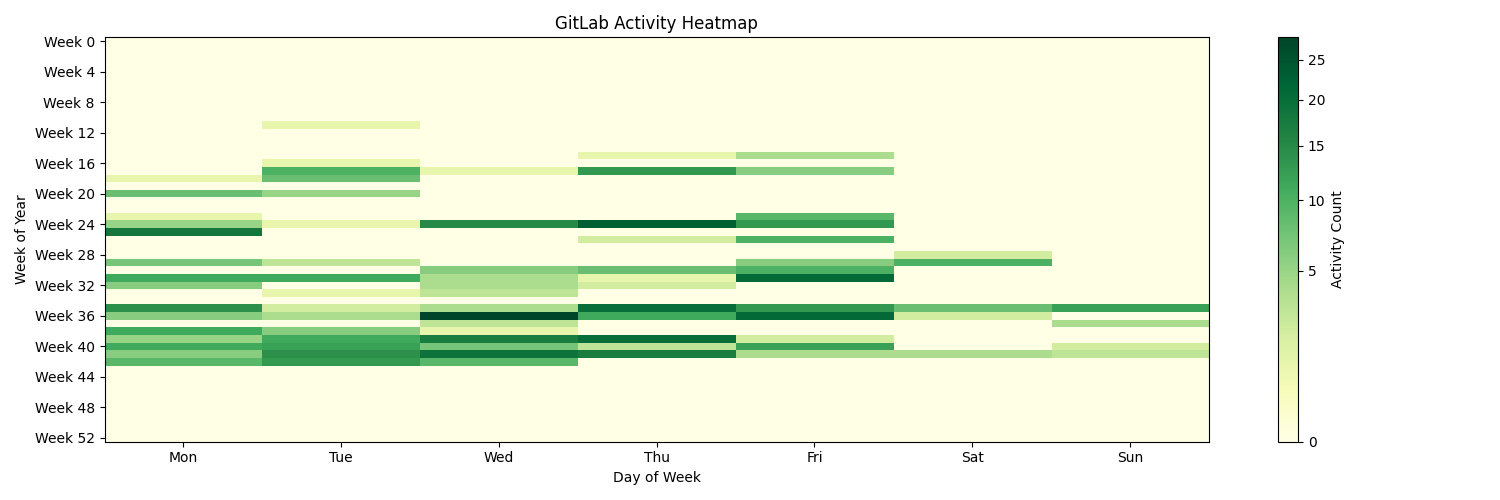 GitLab Activity Heatmap
Week 0
Week 4
Week 8
Week 12
Week 16
Week 20
Week 24
Week 28
Week 32
Week 36
Week 40
Week 44
Week 48
Week 52
Week of Year
Mon Tue Wed Thu Fri Sat Sun
Day of Week
25
20
15
10
5
0
Activity Count